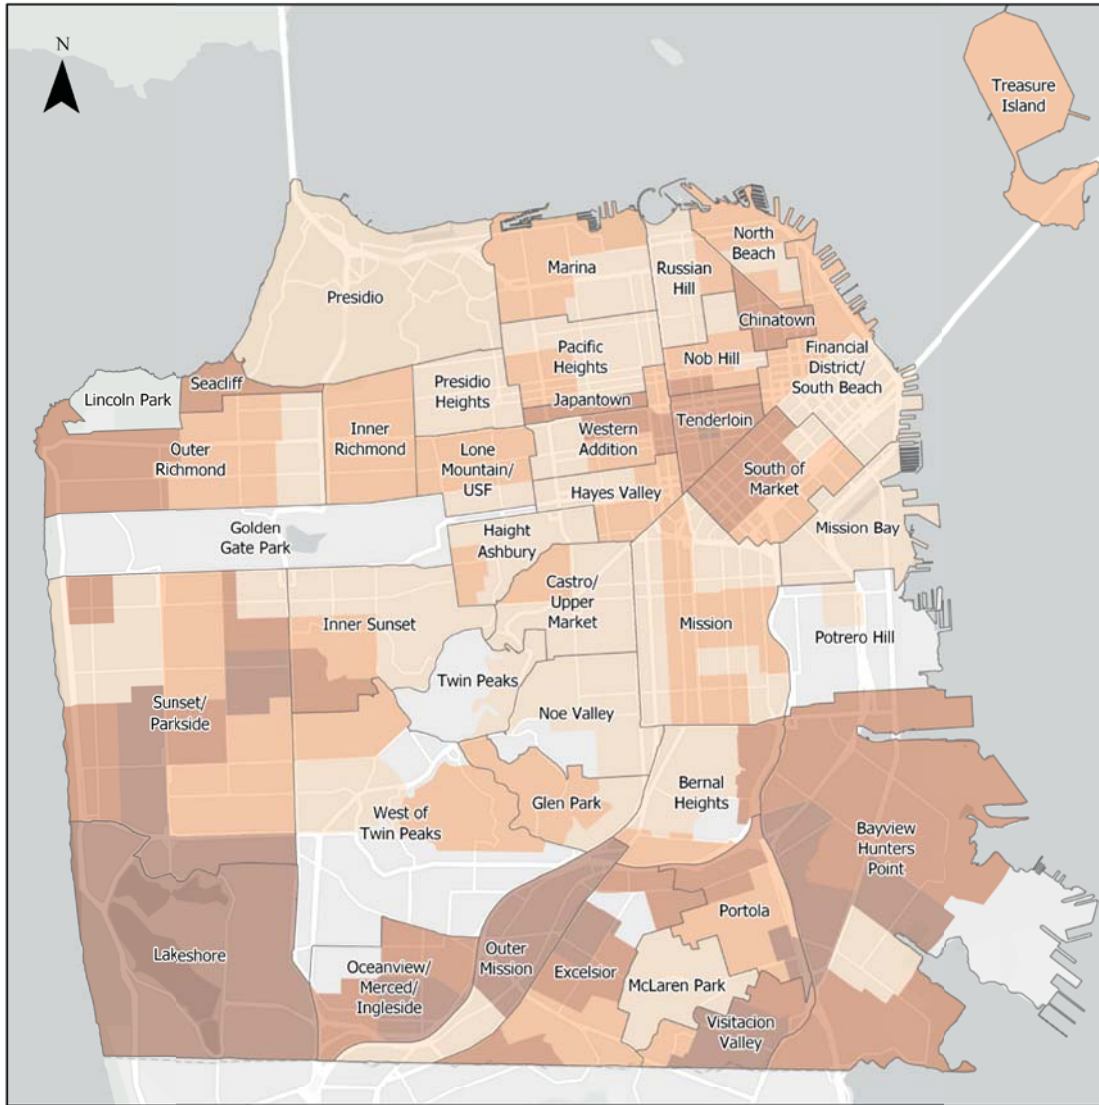 N
Treasure
Island
North
Beach
Marina
Russian
Hill
Presidio
Chinatown
Pacific
Heights
Nob Hill
Financial
District/
South Beach
Seacliff
Lincoln Park
Presidio
Heights
Japantown
Tenderloin
Western
Addition
Outer
Richmond
Inner
Richmond
Lone
Mountain/
USF
South of
Market
Hayes Valley
Golden
Gate Park
Haight
Ashbury
Mission Bay
Castro/
Upper
Market
Inner Sunset
Mission
Potrero Hill
Twin Peaks
Sunset/
Parkside
Noe Valley
Bernal
Heights
Glen Park
West of
Twin Peaks
Bayview
Hunters
Point
Portola
Lakeshore
Outer
Mission
Oceanview/
Merced/
Ingleside
Excelsior
McLaren Park
Visitacion
Valley